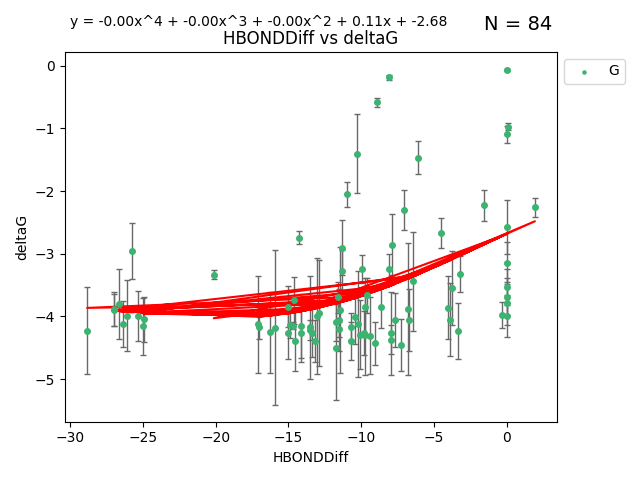 y = -0.00x^4 + -0.00x^3 + -0.00x^2 + 0.11x + -2.68
N = 84
HBONDDiff vs deltaG
G
deltaG
0
−1
−2
−3
−4
−5
−30 −25 −20 −15 −10 −5 0
HBONDDiff